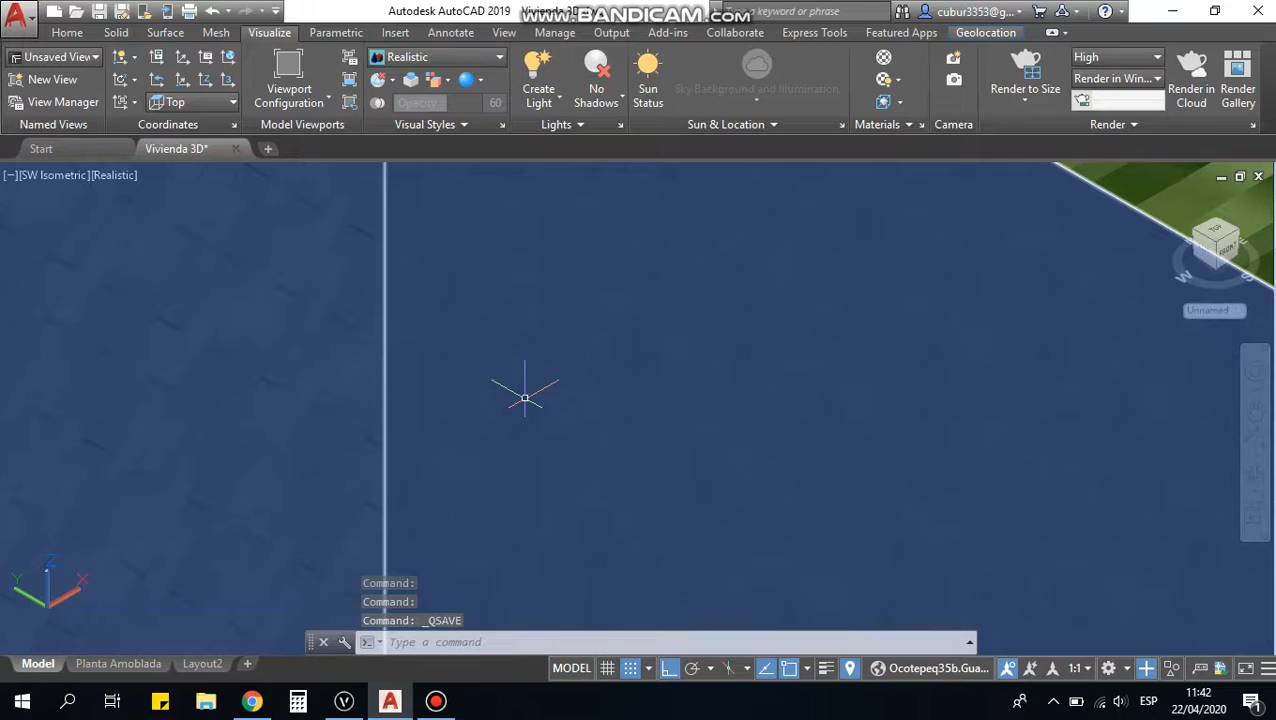 Autodesk AutoCAD 2019
www.BANDICAM.com
Type a keyword or phrase
cubur3353@g...
Home Solid Surface Mesh Visualize Parametric Insert Annotate View Manage Output Add-ins Collaborate Express Tools Featured Apps Geolocation
Unsaved View
New View
View Manager
Named Views
Top
Coordinates
Viewport
Configuration
Model Viewports
Realistic
Opacity 60
Visual Styles
Create
Light
No
Shadows
Lights
Sun
Status
Sky Background and Illumination
Sun & Location
Materials
Camera
Render to Size
High
Render in Win...
Render in
Cloud
Render
Gallery
Render
Start Vivienda 3D*
[−][SW Isometric][Realistic]
TOP
FRONT
W S
Unnamed
Z
Y X
Command:
Command:
Command: _QSAVE
Type a command
Model Planta Amoblada Layout2
MODEL
Ocotepeq35b.Gua...
1:1
ESP
11:42
22/04/2020
1